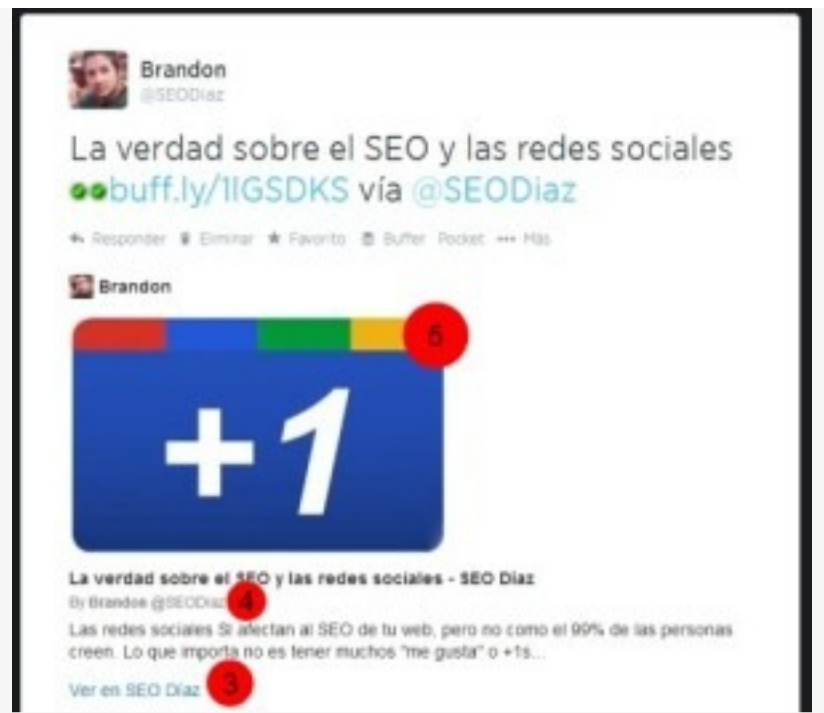 Brandon
@SEODiaz
La verdad sobre el SEO y las redes sociales
buff.ly/1lGSDKS vía @SEODiaz
Responder Eliminar Favorito Buffer Pocket Más
Brandon
5
+1
La verdad sobre el SEO y las redes sociales - SEO Díaz
By Brandon @SEODiaz 4
Las redes sociales SI afectan al SEO de tu web, pero no como el 99% de las personas
creen. Lo que importa no es tener muchos "me gusta" o +1s...
Ver en SEO Díaz 3